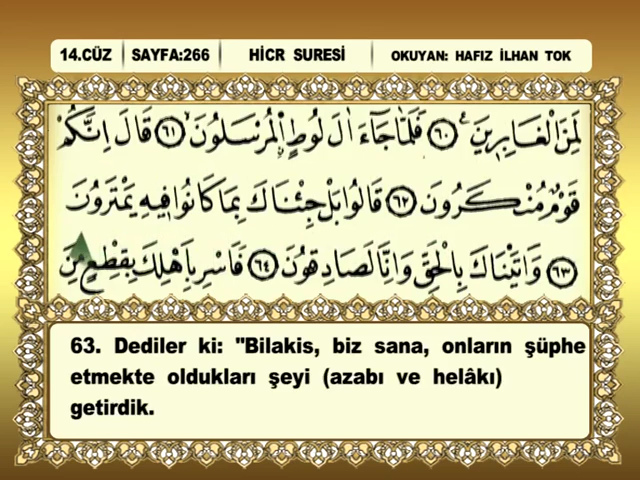 14.CÜZ SAYFA:266 HİCR SURESİ OKUYAN: HAFIZ İLHAN TOK
لَمِنَ الْغَابِرِينَ ﴿٦٠﴾ فَلَمَّا جَاءَ اٰلَ لُوطٍ الْمُرْسَلُونَ ﴿٦١﴾ قَالَ اِنَّكُمْ
قَوْمٌ مُنْكَرُونَ ﴿٦٢﴾ قَالُوا بَلْ جِئْنَاكَ بِمَا كَانُوا فِيهِ يَمْتَرُونَ
﴿٦٣﴾ وَاَتَيْنَاكَ بِالْحَقِّ وَاِنَّا لَصَادِقُونَ ﴿٦٤﴾ فَاَسْرِ بِاَهْلِكَ بِقِطْعٍ مِنَ
63. Dediler ki: "Bilakis, biz sana, onların şüphe
etmekte oldukları şeyi (azabı ve helâkı)
getirdik.